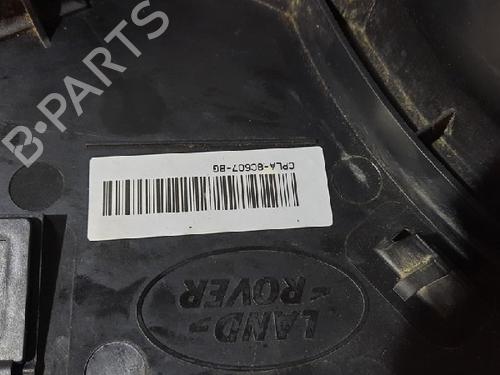 B-PARTS
CPLA-8C607-BG
LAND-
-ROVER